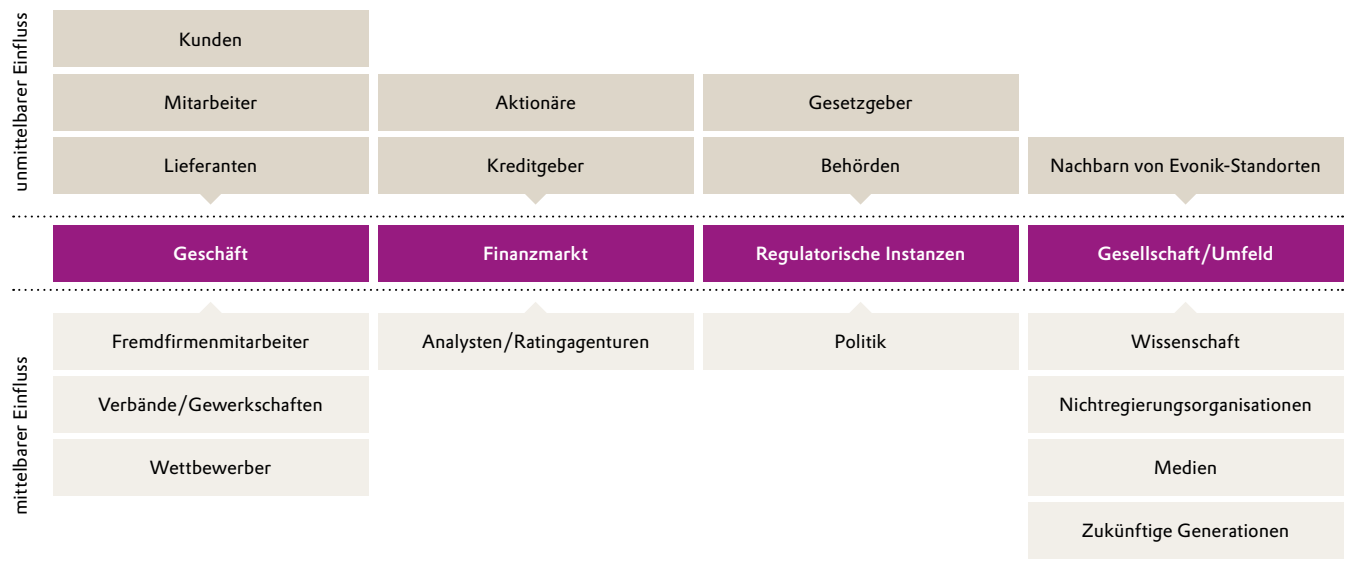 unmittelbarer Einfluss
Kunden
Mitarbeiter
Aktionäre
Gesetzgeber
Lieferanten
Kreditgeber
Behörden
Nachbarn von Evonik-Standorten
Geschäft
Finanzmarkt
Regulatorische Instanzen
Gesellschaft/Umfeld
mittelbarer Einfluss
Fremdfirmenmitarbeiter
Analysten/Ratingagenturen
Politik
Wissenschaft
Verbände/Gewerkschaften
Nichtregierungsorganisationen
Wettbewerber
Medien
Zukünftige Generationen